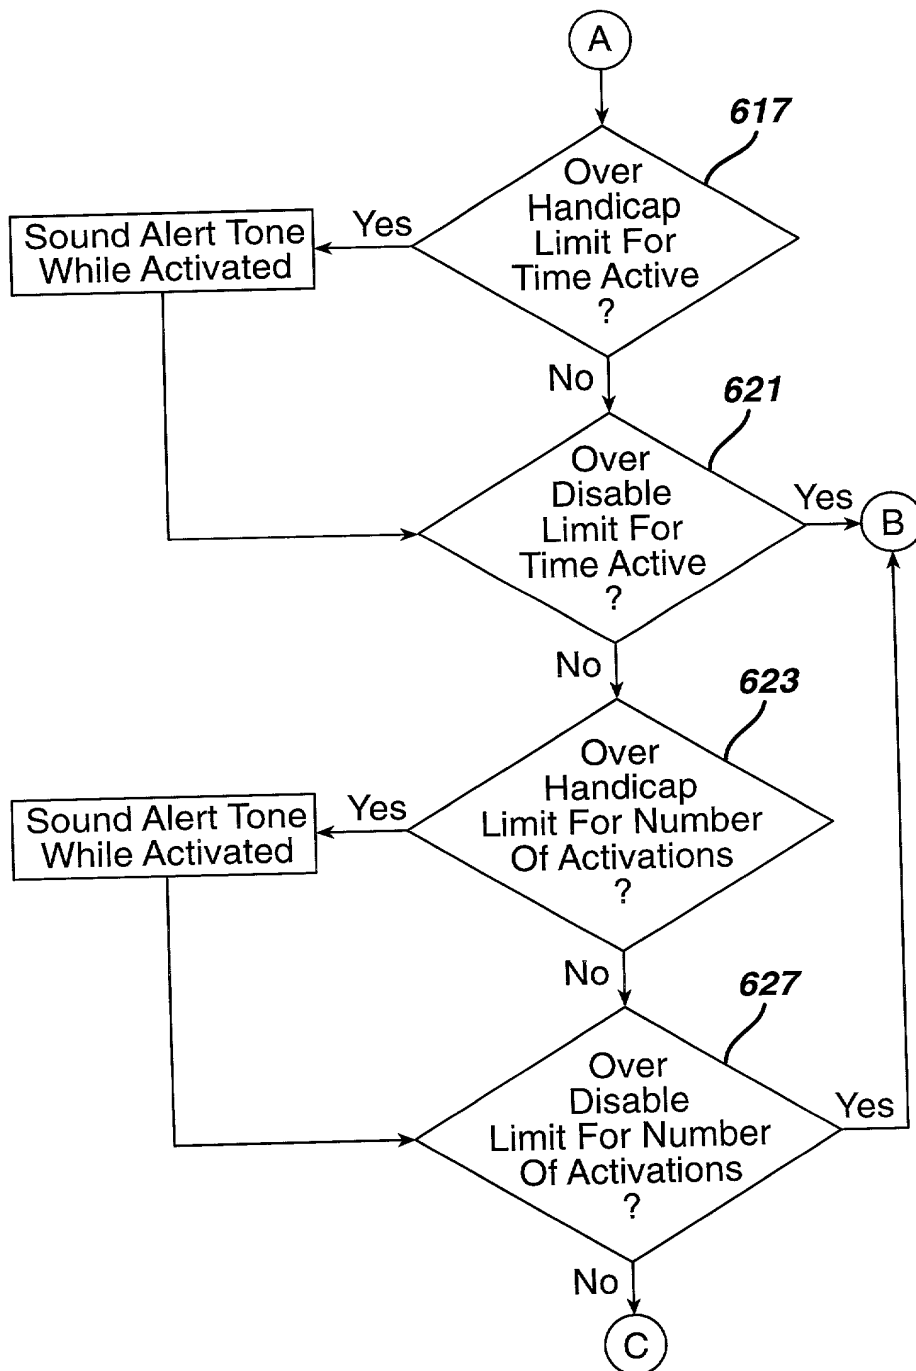 A
617
Over
Handicap
Limit For
Time Active
?
Yes
Sound Alert Tone
While Activated
No
621
Over
Disable
Limit For
Time Active
?
Yes
B
No
623
Over
Handicap
Limit For Number
Of Activations
?
Yes
Sound Alert Tone
While Activated
No
627
Over
Disable
Limit For Number
Of Activations
?
Yes
No
C